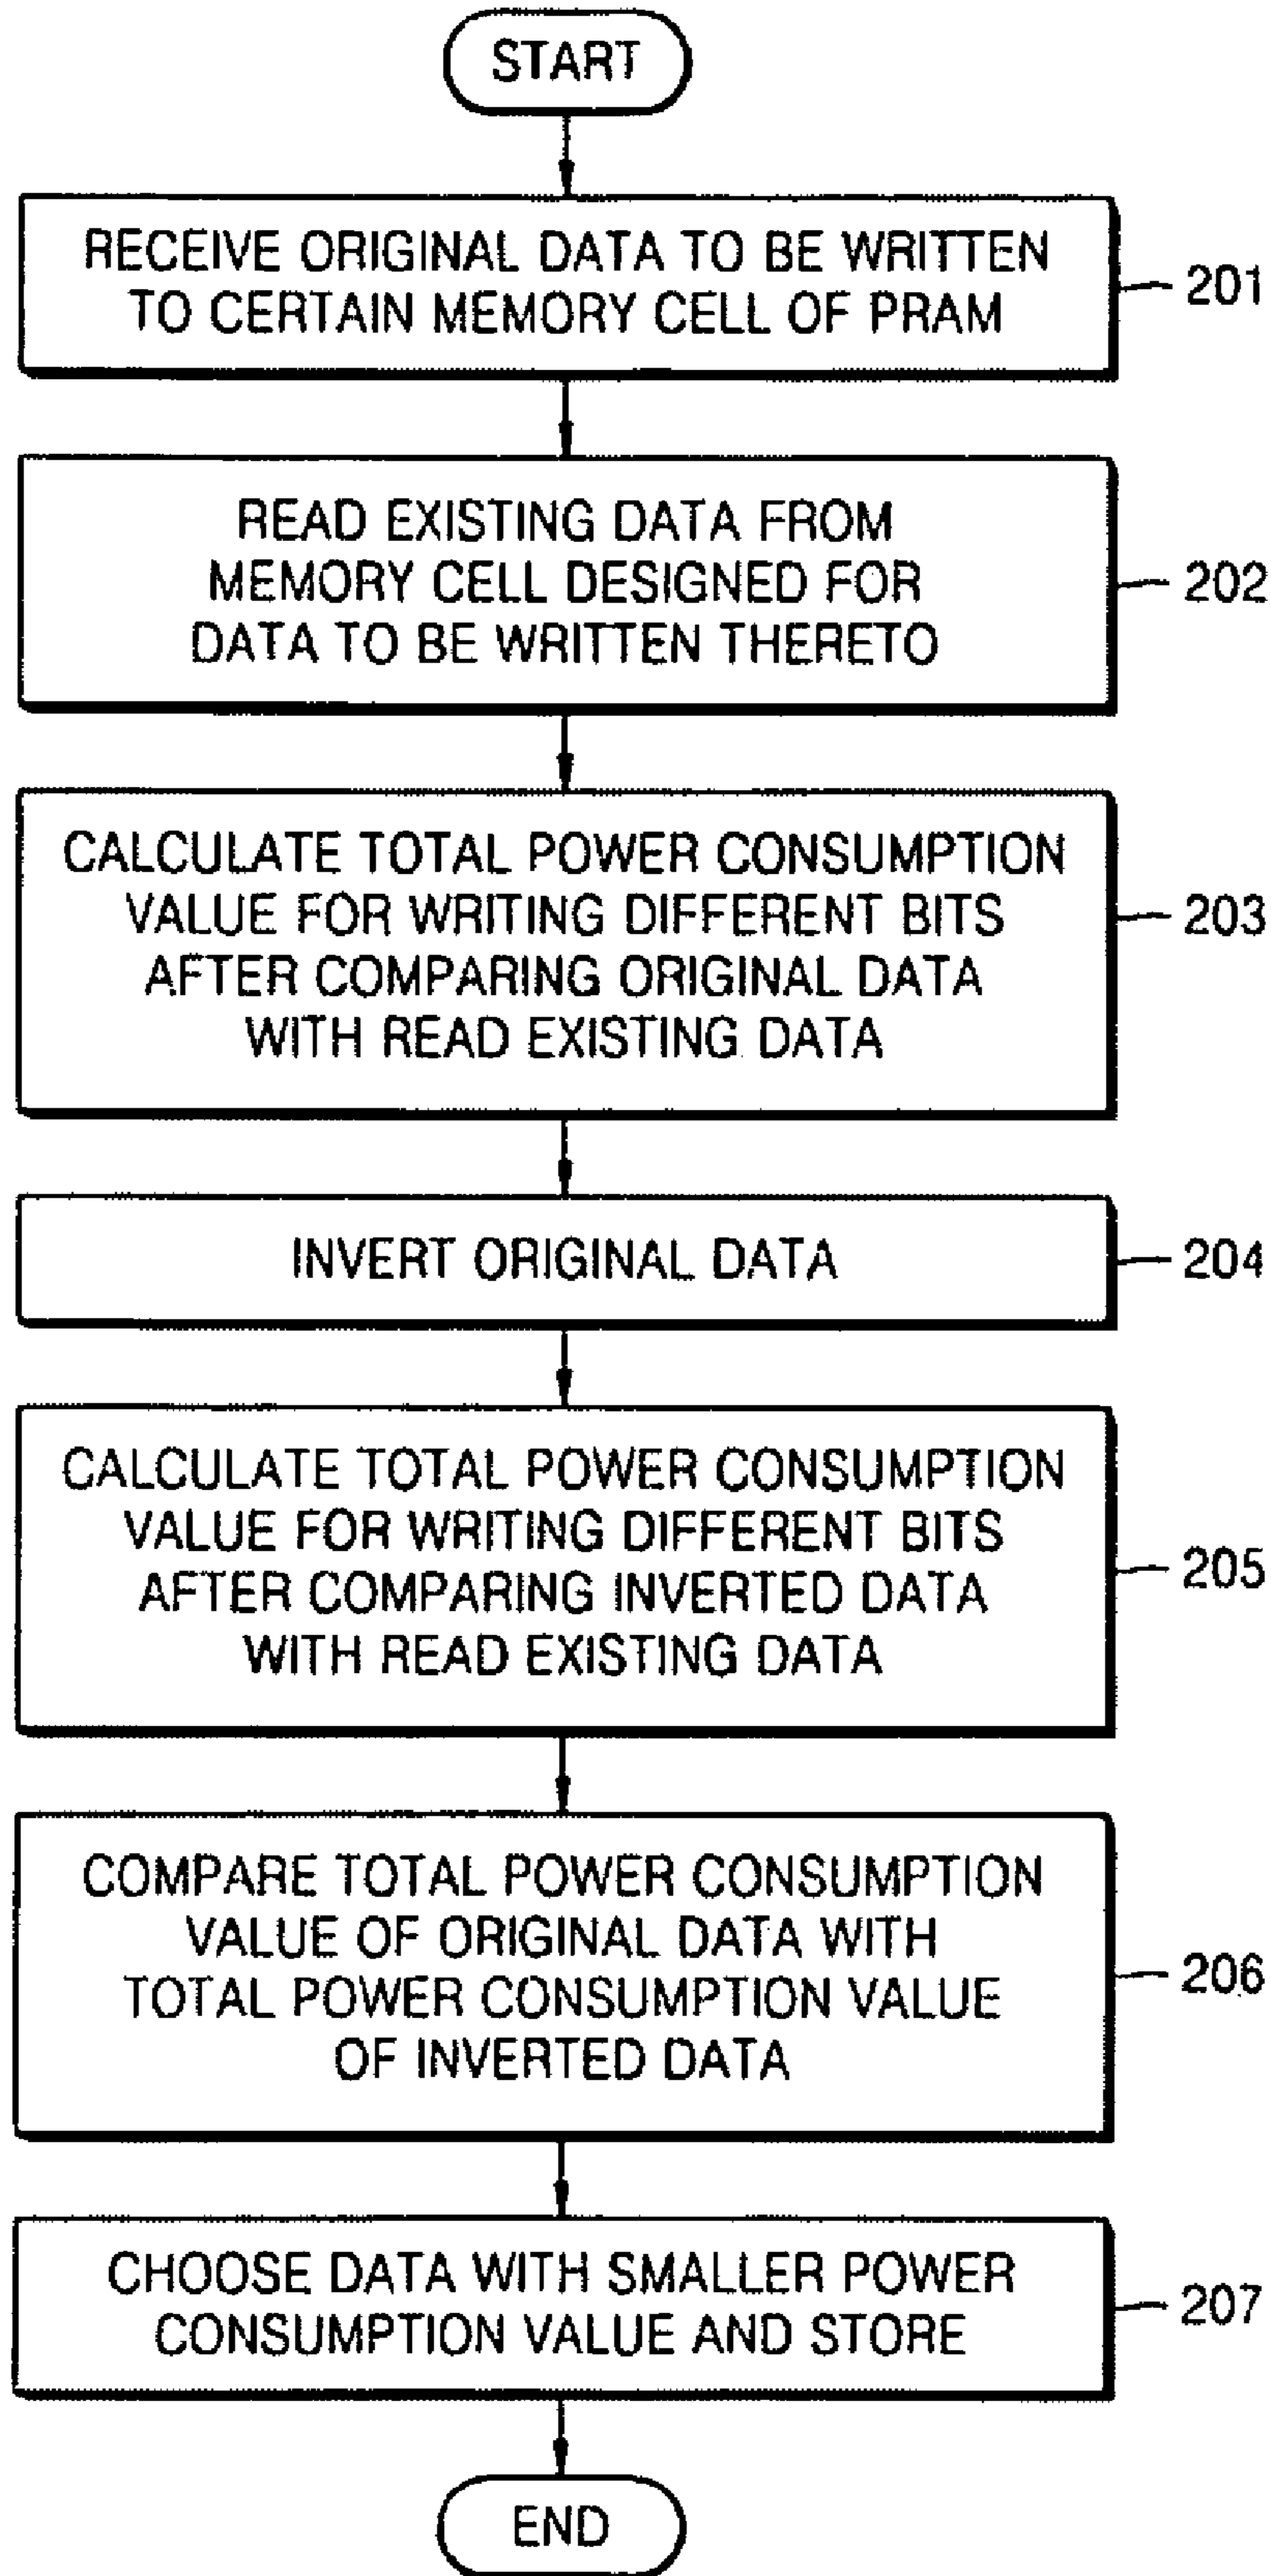 START
RECEIVE ORIGINAL DATA TO BE WRITTEN
TO CERTAIN MEMORY CELL OF PRAM
201
READ EXISTING DATA FROM
MEMORY CELL DESIGNED FOR
DATA TO BE WRITTEN THERETO
202
CALCULATE TOTAL POWER CONSUMPTION
VALUE FOR WRITING DIFFERENT BITS
AFTER COMPARING ORIGINAL DATA
WITH READ EXISTING DATA
203
INVERT ORIGINAL DATA
204
CALCULATE TOTAL POWER CONSUMPTION
VALUE FOR WRITING DIFFERENT BITS
AFTER COMPARING INVERTED DATA
WITH READ EXISTING DATA
205
COMPARE TOTAL POWER CONSUMPTION
VALUE OF ORIGINAL DATA WITH
TOTAL POWER CONSUMPTION VALUE
OF INVERTED DATA
206
CHOOSE DATA WITH SMALLER POWER
CONSUMPTION VALUE AND STORE
207
END